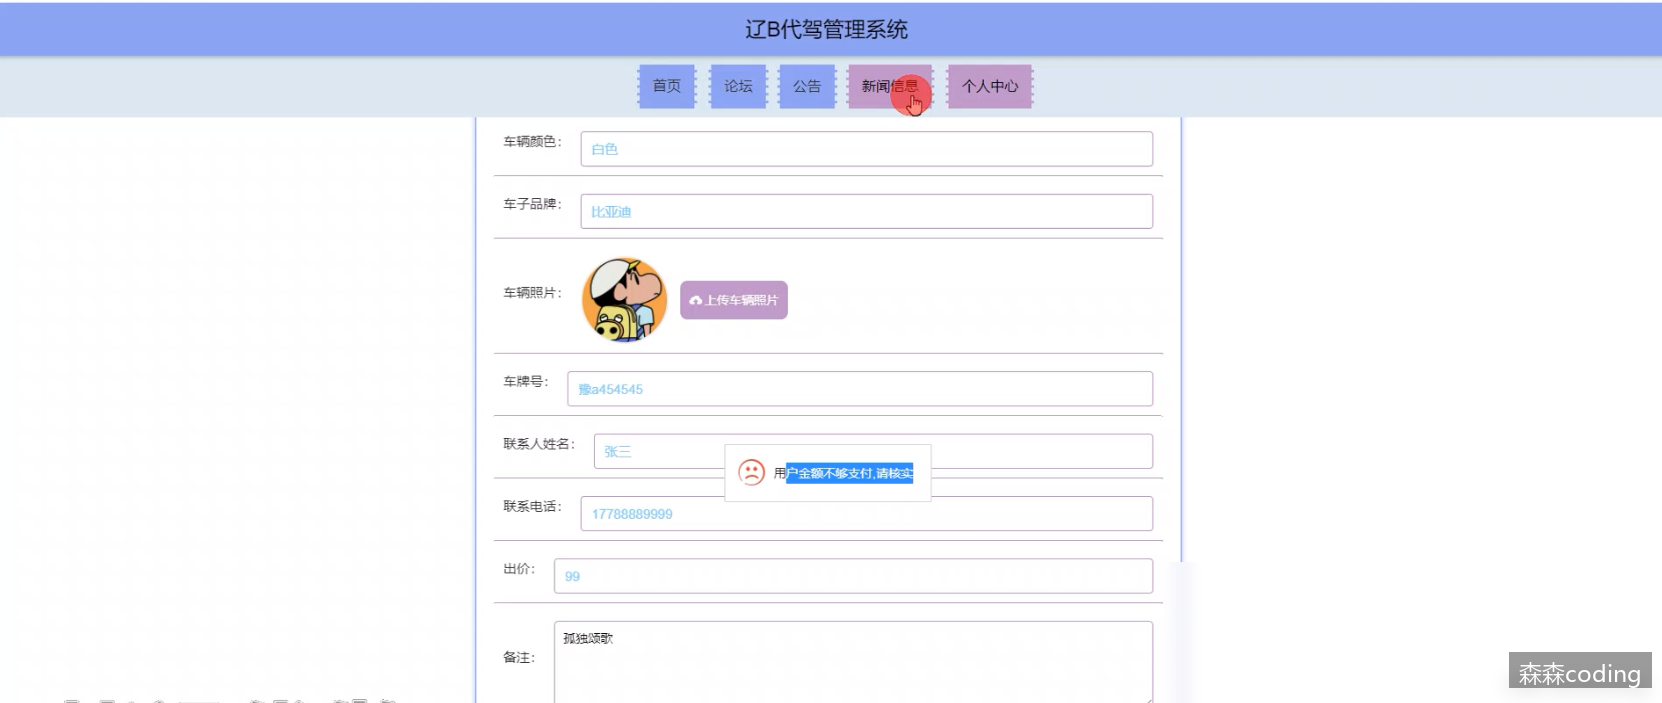 辽B代驾管理系统
首页 论坛 公告 新闻信息 个人中心
车辆颜色： 白色
车子品牌： 比亚迪
车辆照片： 上传车辆照片
车牌号： 豫a454545
联系人姓名： 张三
用户金额不够支付,请核实
联系电话： 17788889999
出价： 99
备注： 孤独颂歌
森森coding